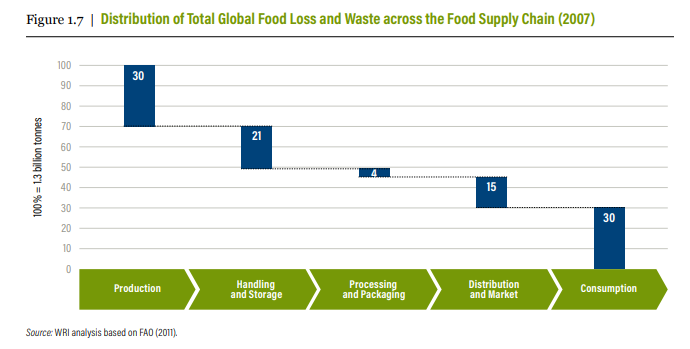 Figure 1.7 | Distribution of Total Global Food Loss and Waste across the Food Supply Chain (2007)
100% = 1.3 billion tonnes
100
90
80
70
60
50
40
30
20
10
0
30
21
4
15
30
Production
Handling
and Storage
Processing
and Packaging
Distribution
and Market
Consumption
Source: WRI analysis based on FAO (2011).